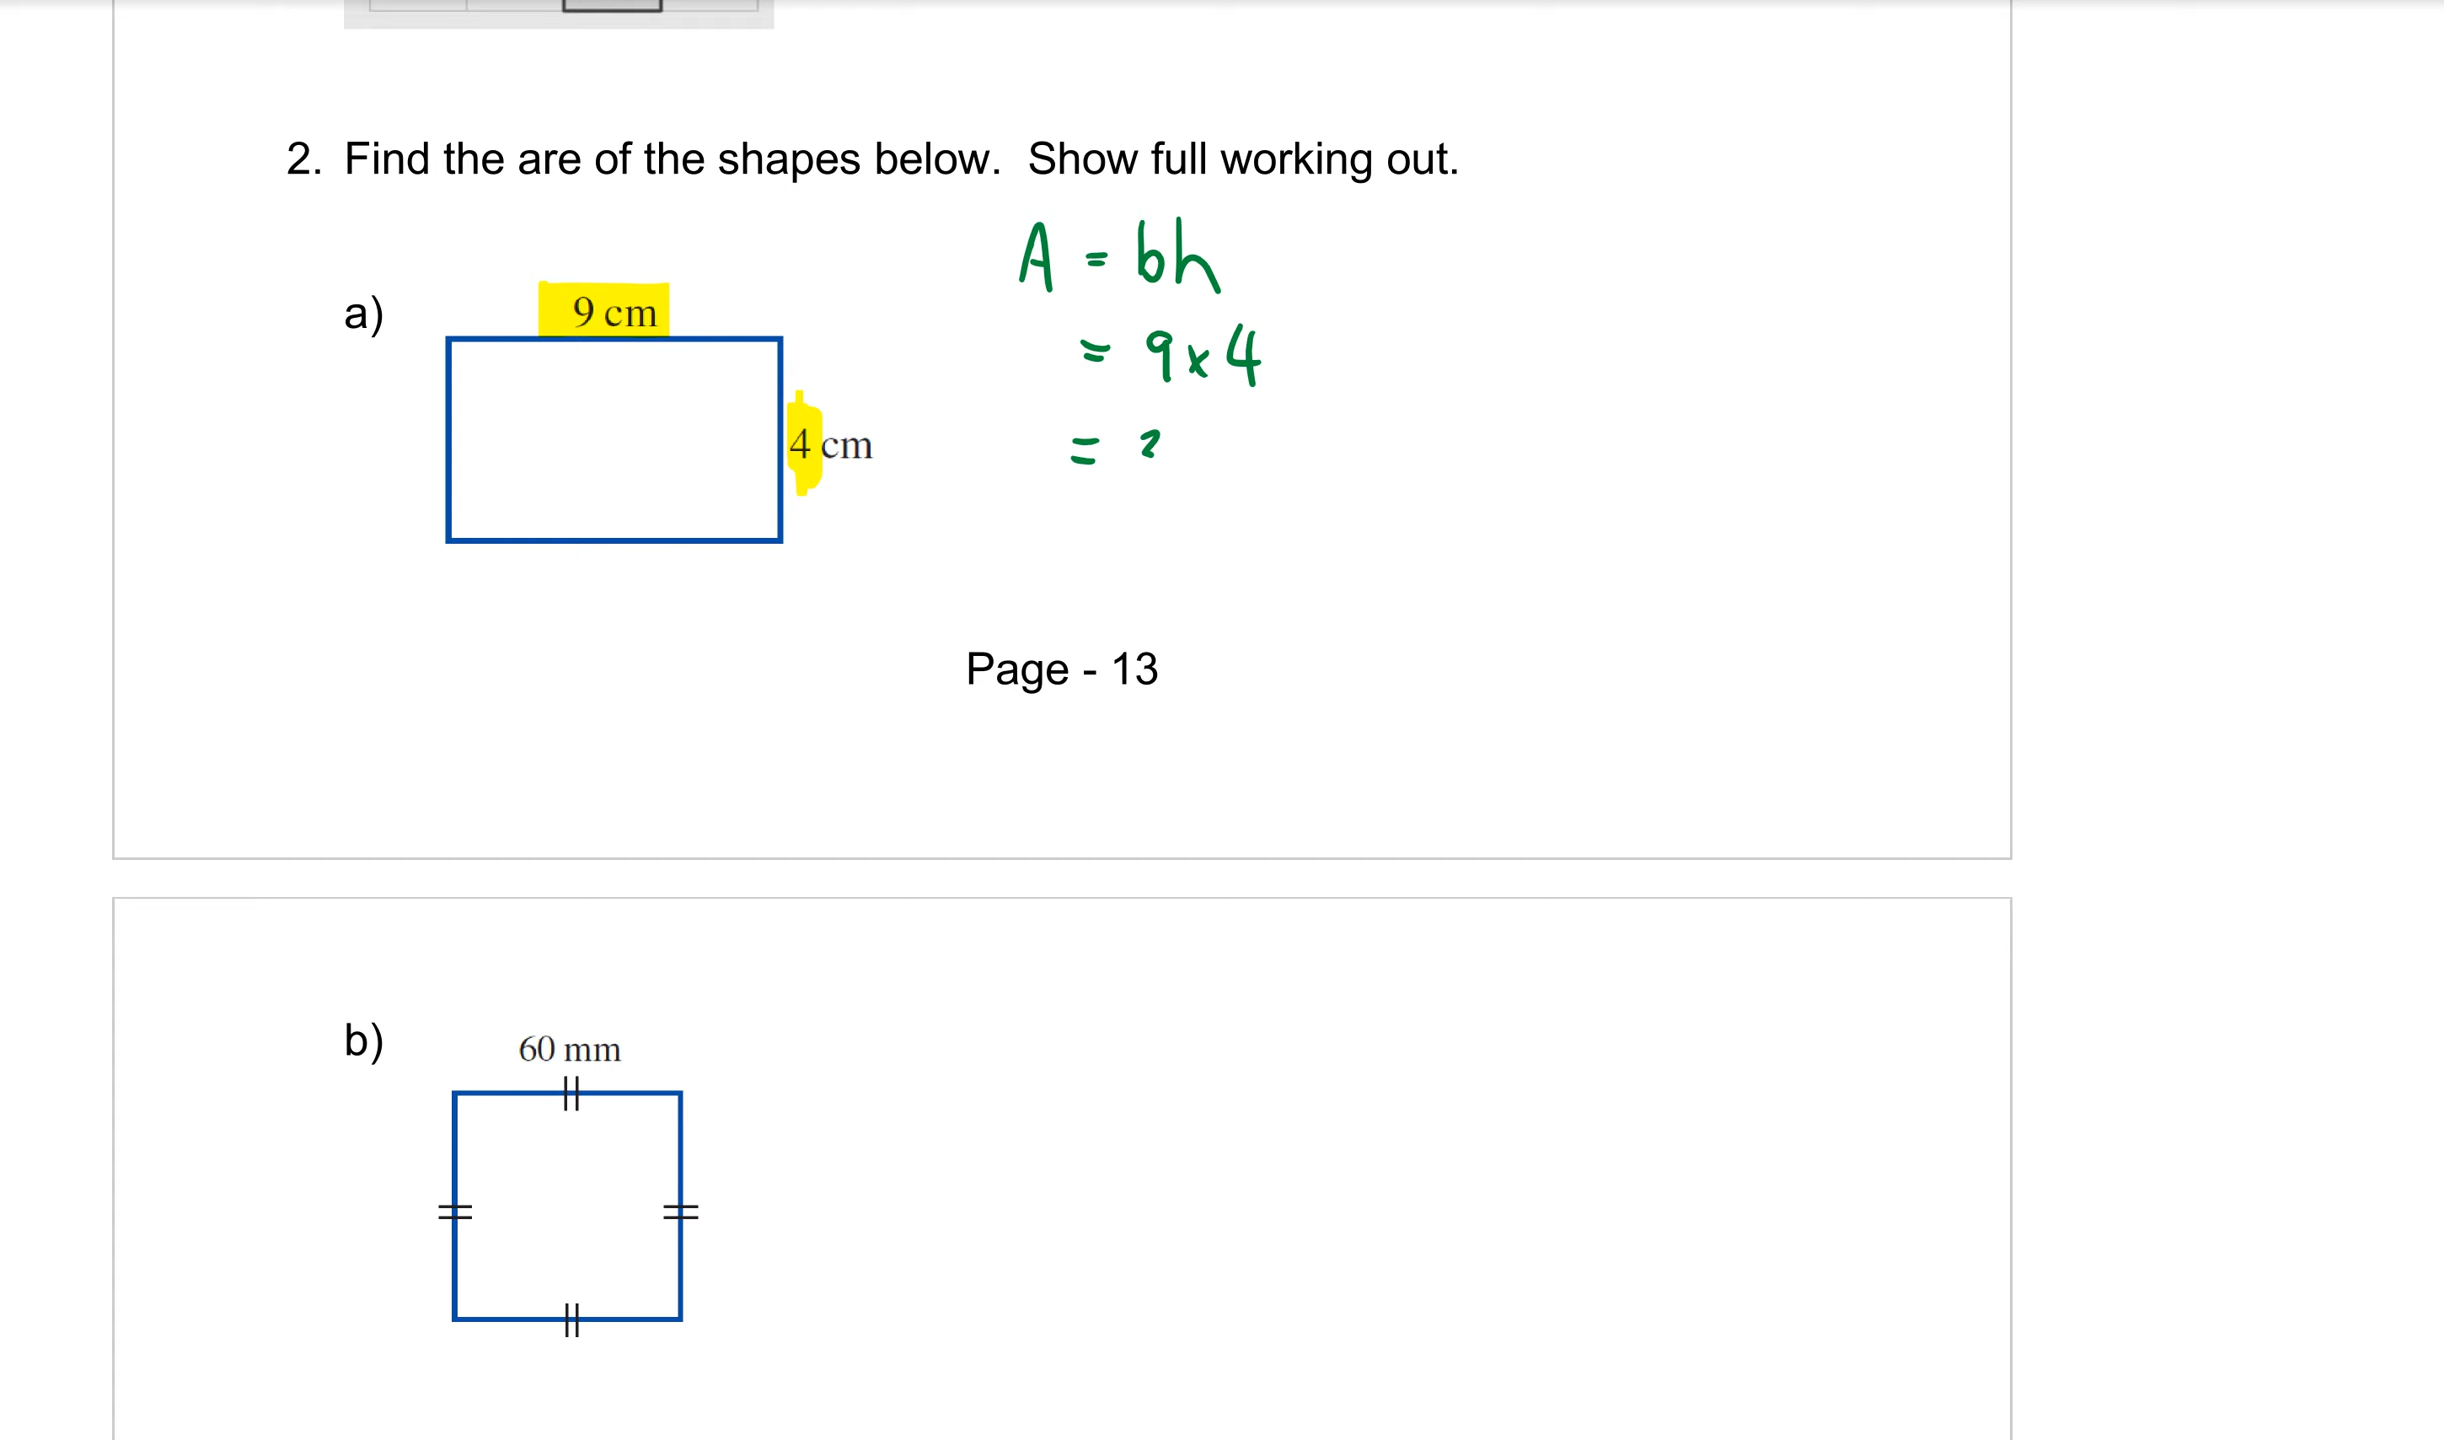 2. Find the are of the shapes below. Show full working out.
A = bh
a)
9 cm
= 9 x 4
4 cm
=
Page - 13
b)
60 mm